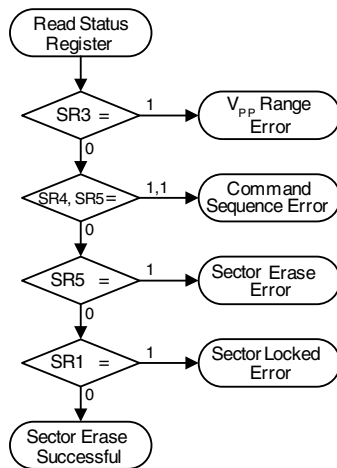 Read Status
Register
SR3 =
1
V_PP Range
Error
0
SR4, SR5=
1,1
Command
Sequence Error
0
SR5 =
1
Sector Erase
Error
0
SR1 =
1
Sector Locked
Error
0
Sector Erase
Successful